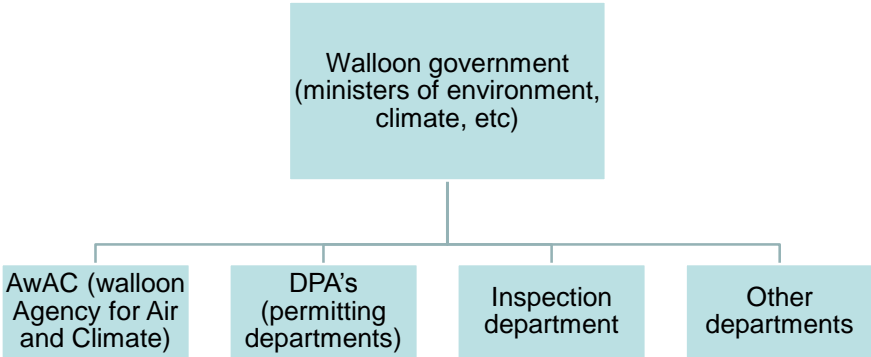 Walloon government
(ministers of environment,
climate, etc)
AwAC (walloon
Agency for Air
and Climate)
DPA’s
(permitting
departments)
Inspection
department
Other
departments